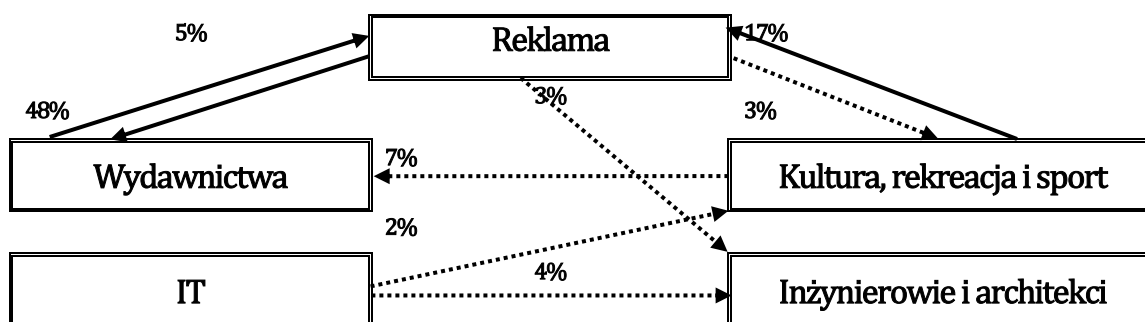 5%
Reklama
17%
48%
3%
3%
Wydawnictwa
7%
Kultura, rekreacja i sport
2%
IT
4%
Inżynierowie i architekci